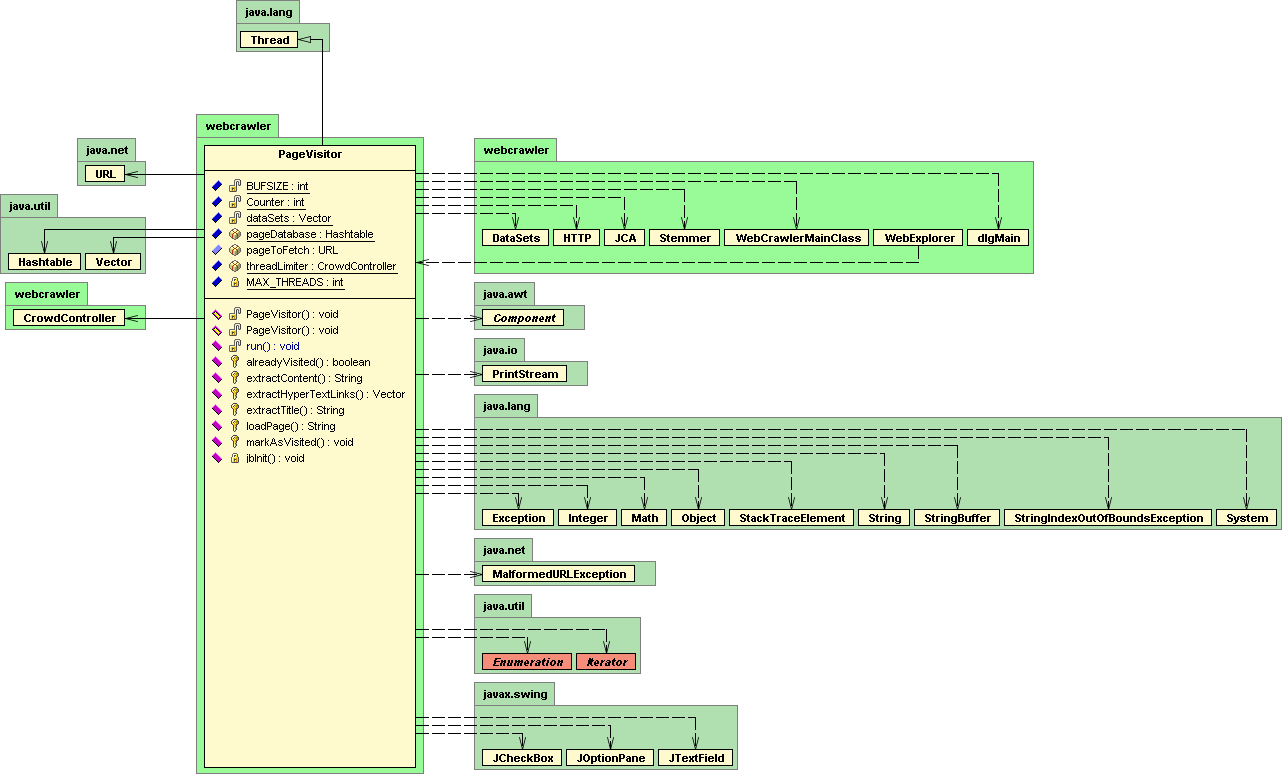 java.lang
Thread
webcrawler
PageVisitor
BUFSIZE : int
Counter : int
dataSets : Vector
pageDatabase : Hashtable
pageToFetch : URL
threadLimiter : CrowdController
MAX_THREADS : int
PageVisitor() : void
PageVisitor() : void
run() : void
alreadyVisited() : boolean
extractContent() : String
extractHyperTextLinks() : Vector
extractTitle() : String
loadPage() : String
markAsVisited() : void
jbInit() : void
java.net
URL
java.util
Hashtable Vector
webcrawler
CrowdController
webcrawler
DataSets HTTP JCA Stemmer WebCrawlerMainClass WebExplorer dlgMain
java.awt
Component
java.io
PrintStream
java.lang
Exception Integer Math Object StackTraceElement String StringBuffer StringIndexOutOfBoundsException System
java.net
MalformedURLException
java.util
Enumeration Iterator
javax.swing
JCheckBox JOptionPane JTextField